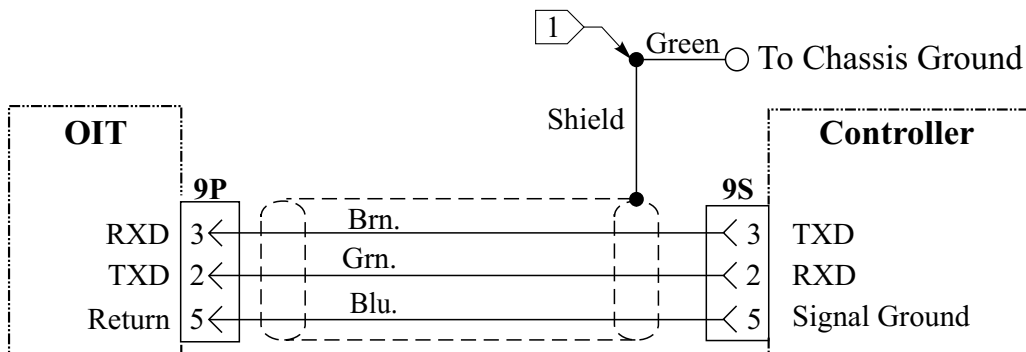 1
Green
To Chassis Ground
Shield
OIT
Controller
9P
9S
RXD 3 Brn. 3 TXD
TXD 2 Grn. 2 RXD
Return 5 Blu. 5 Signal Ground